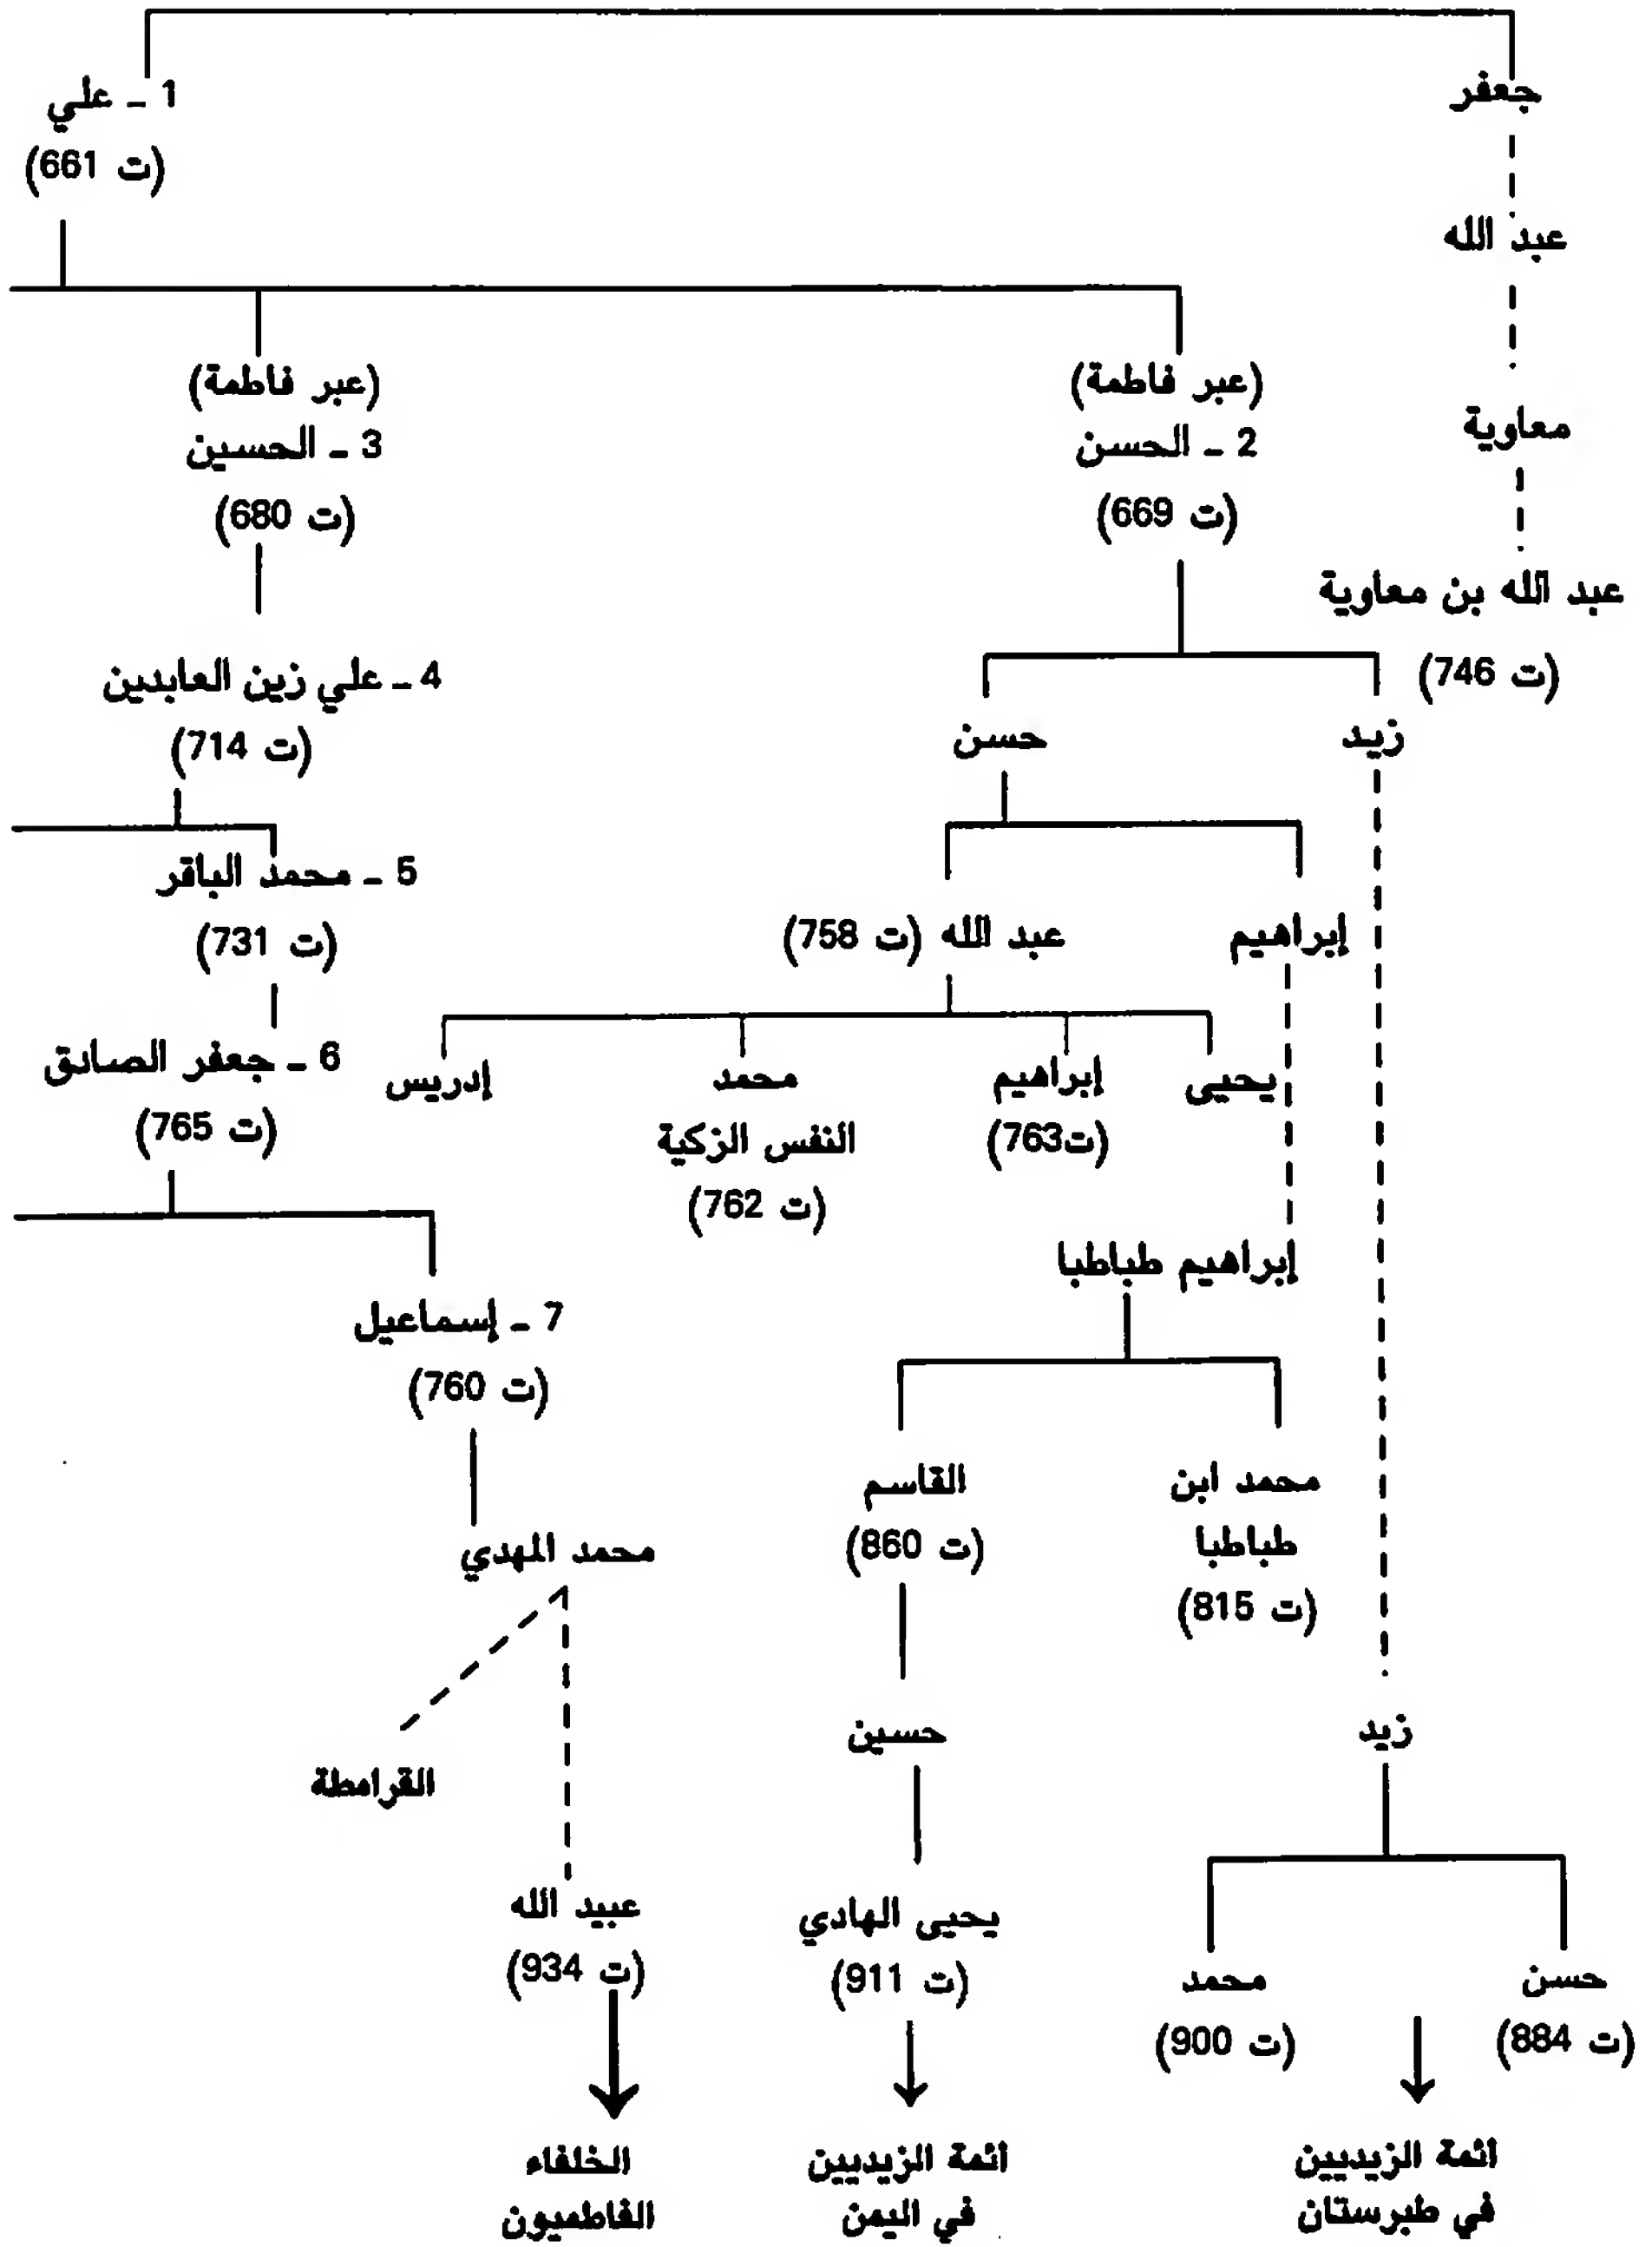 جعفر
1 ـ علي
(ت 661)
عبد الله
(عبر فاطمة)
(عبر فاطمة)
معاوية
2 ـ الحسن
3 ـ الحسين
(ت 669)
(ت 680)
عبد الله بن معاوية
(ت 746)
4 ـ علي زين العابدين
(ت 714)
زيد
حسن
5 ـ محمد الباقر
(ت 731)
إبراهيم
عبد الله (ت 758)
6 ـ جعفر الصادق
(ت 765)
يحيى
إبراهيم
محمد
إدريس
(ت763)
النفس الزكية
(ت 762)
إبراهيم طباطبا
7 ـ إسماعيل
(ت 760)
محمد ابن
طباطبا
(ت 815)
القاسم
(ت 860)
محمد المهدي
زيد
حسين
القرامطة
عبيد الله
(ت 934)
يحيى الهادي
(ت 911)
حسن
(ت 884)
محمد
(ت 900)
ائمة الزيديين
في طبرستان
ائمة الزيديين
في اليمن
الخلفاء
الفاطميون